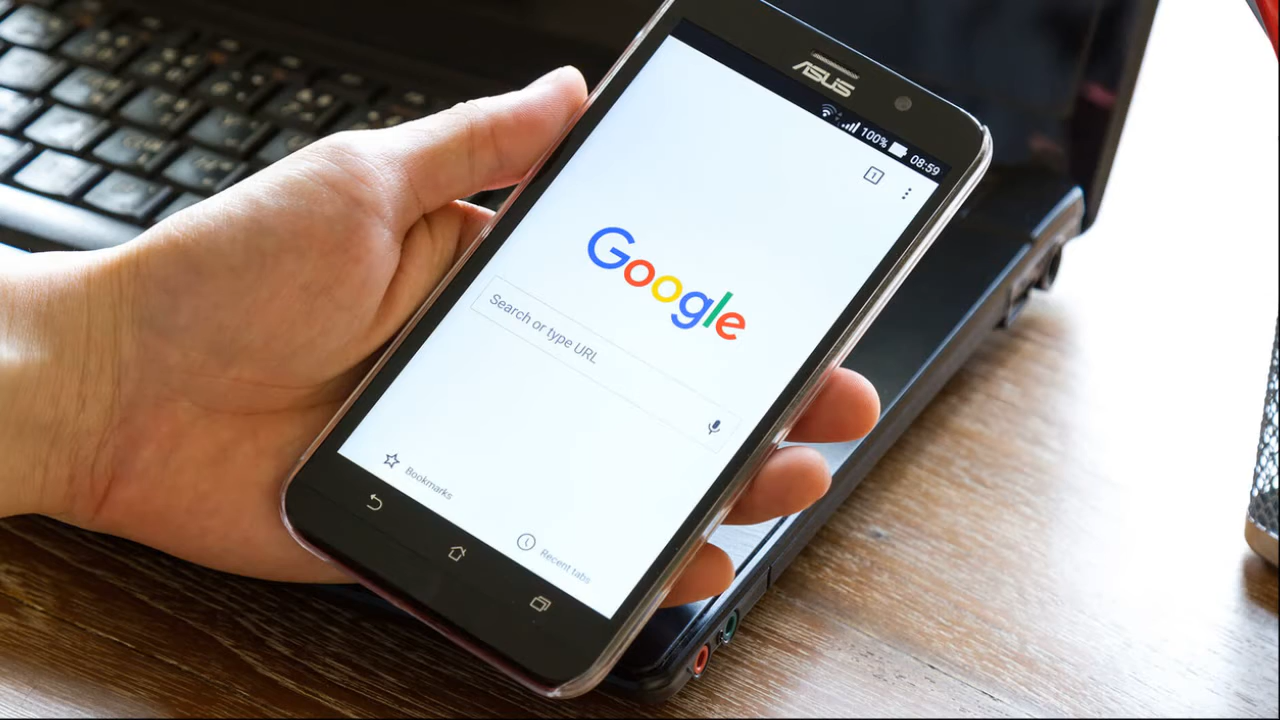 ASUS
100% 08:59
1
Google
Search or type URL
Bookmarks
Recent tabs